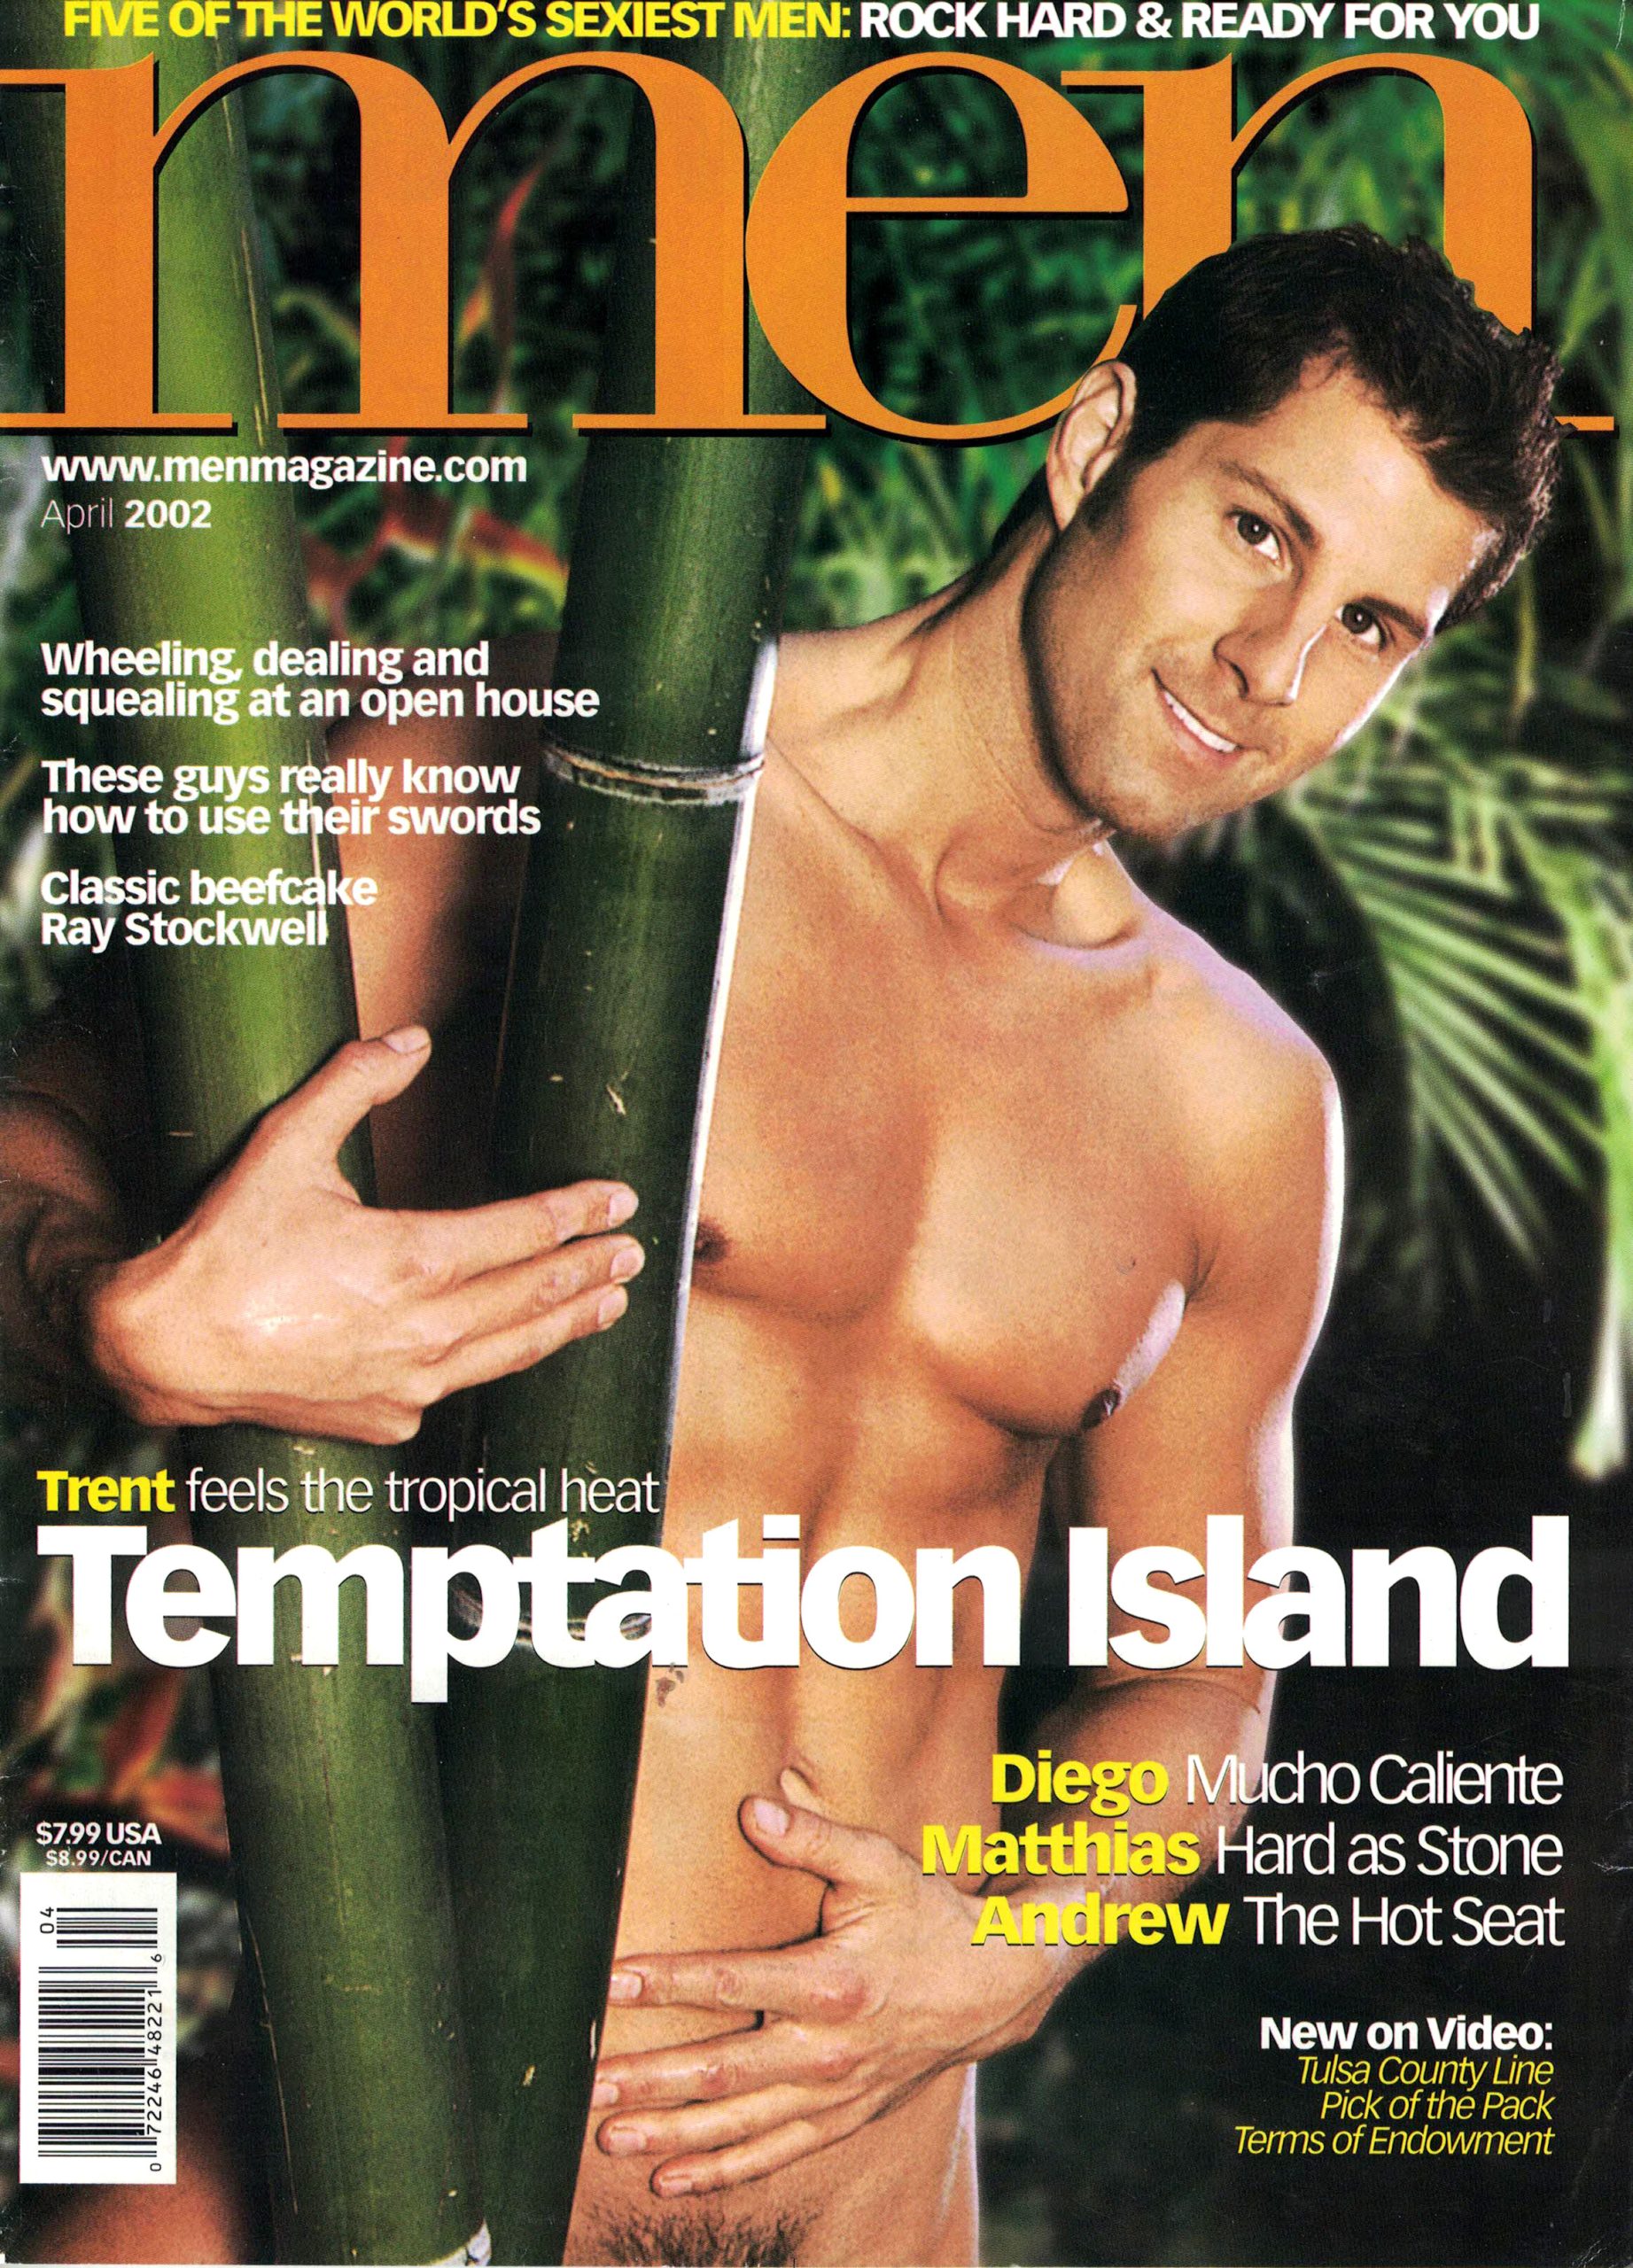 FIVE OF THE WORLD'S SEXIEST MEN: ROCK HARD & READY FOR YOU
men
www.menmagazine.com
April 2002
Wheeling, dealing and
squealing at an open house
These guys really know
how to use their swords
Classic beefcake
Ray Stockwell
Trent feels the tropical heat
Temptation Island
Diego Mucho Caliente
Matthias Hard as Stone
Andrew The Hot Seat
$7.99 USA
$8.99/CAN
04
0 72246 48221 6
New on Video:
Tulsa County Line
Pick of the Pack
Terms of Endowment